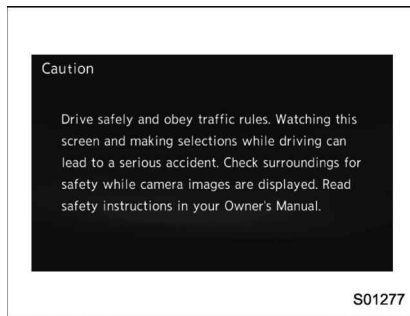 Caution
Drive safely and obey traffic rules. Watching this
screen and making selections while driving can
lead to a serious accident. Check surroundings for
safety while camera images are displayed. Read
safety instructions in your Owner's Manual.
S01277